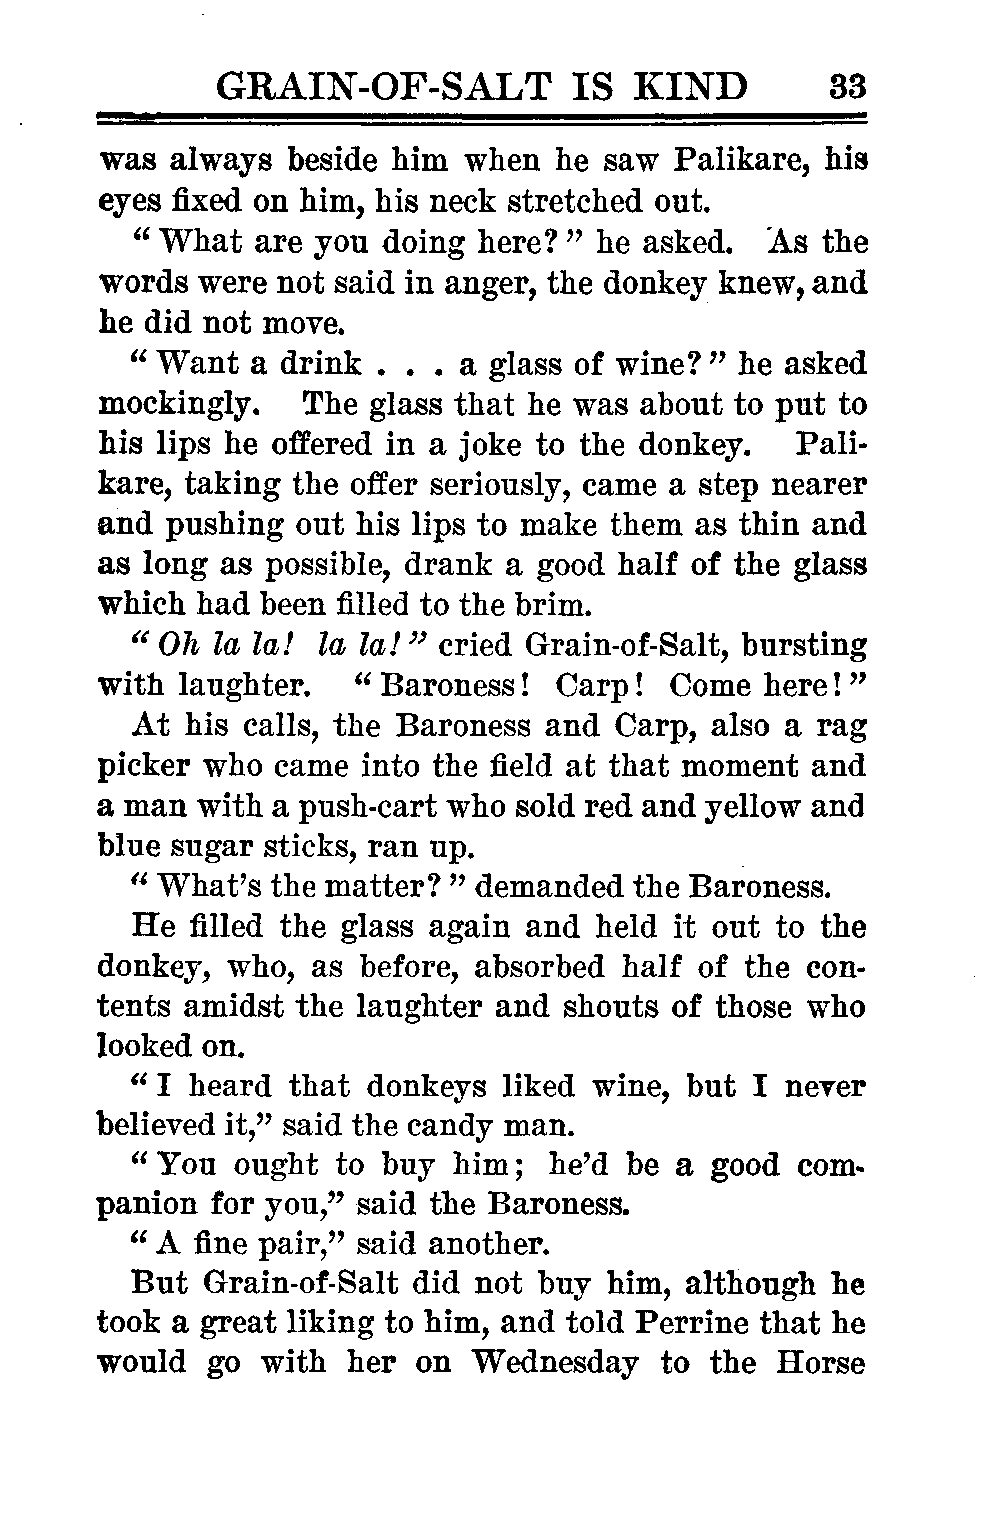 GRAIN-OF-SALT IS KIND 33
was always beside him when he saw Palikare, his
eyes fixed on him, his neck stretched out.
“What are you doing here?” he asked. As the
words were not said in anger, the donkey knew, and
he did not move.
“Want a drink . . . a glass of wine?” he asked
mockingly. The glass that he was about to put to
his lips he offered in a joke to the donkey. Pali-
kare, taking the offer seriously, came a step nearer
and pushing out his lips to make them as thin and
as long as possible, drank a good half of the glass
which had been filled to the brim.
“Oh la la! la la!” cried Grain-of-Salt, bursting
with laughter. “Baroness! Carp! Come here!”
At his calls, the Baroness and Carp, also a rag
picker who came into the field at that moment and
a man with a push-cart who sold red and yellow and
blue sugar sticks, ran up.
“What’s the matter?” demanded the Baroness.
He filled the glass again and held it out to the
donkey, who, as before, absorbed half of the con-
tents amidst the laughter and shouts of those who
looked on.
“I heard that donkeys liked wine, but I never
believed it,” said the candy man.
“You ought to buy him; he’d be a good com-
panion for you,” said the Baroness.
“A fine pair,” said another.
But Grain-of-Salt did not buy him, although he
took a great liking to him, and told Perrine that he
would go with her on Wednesday to the Horse